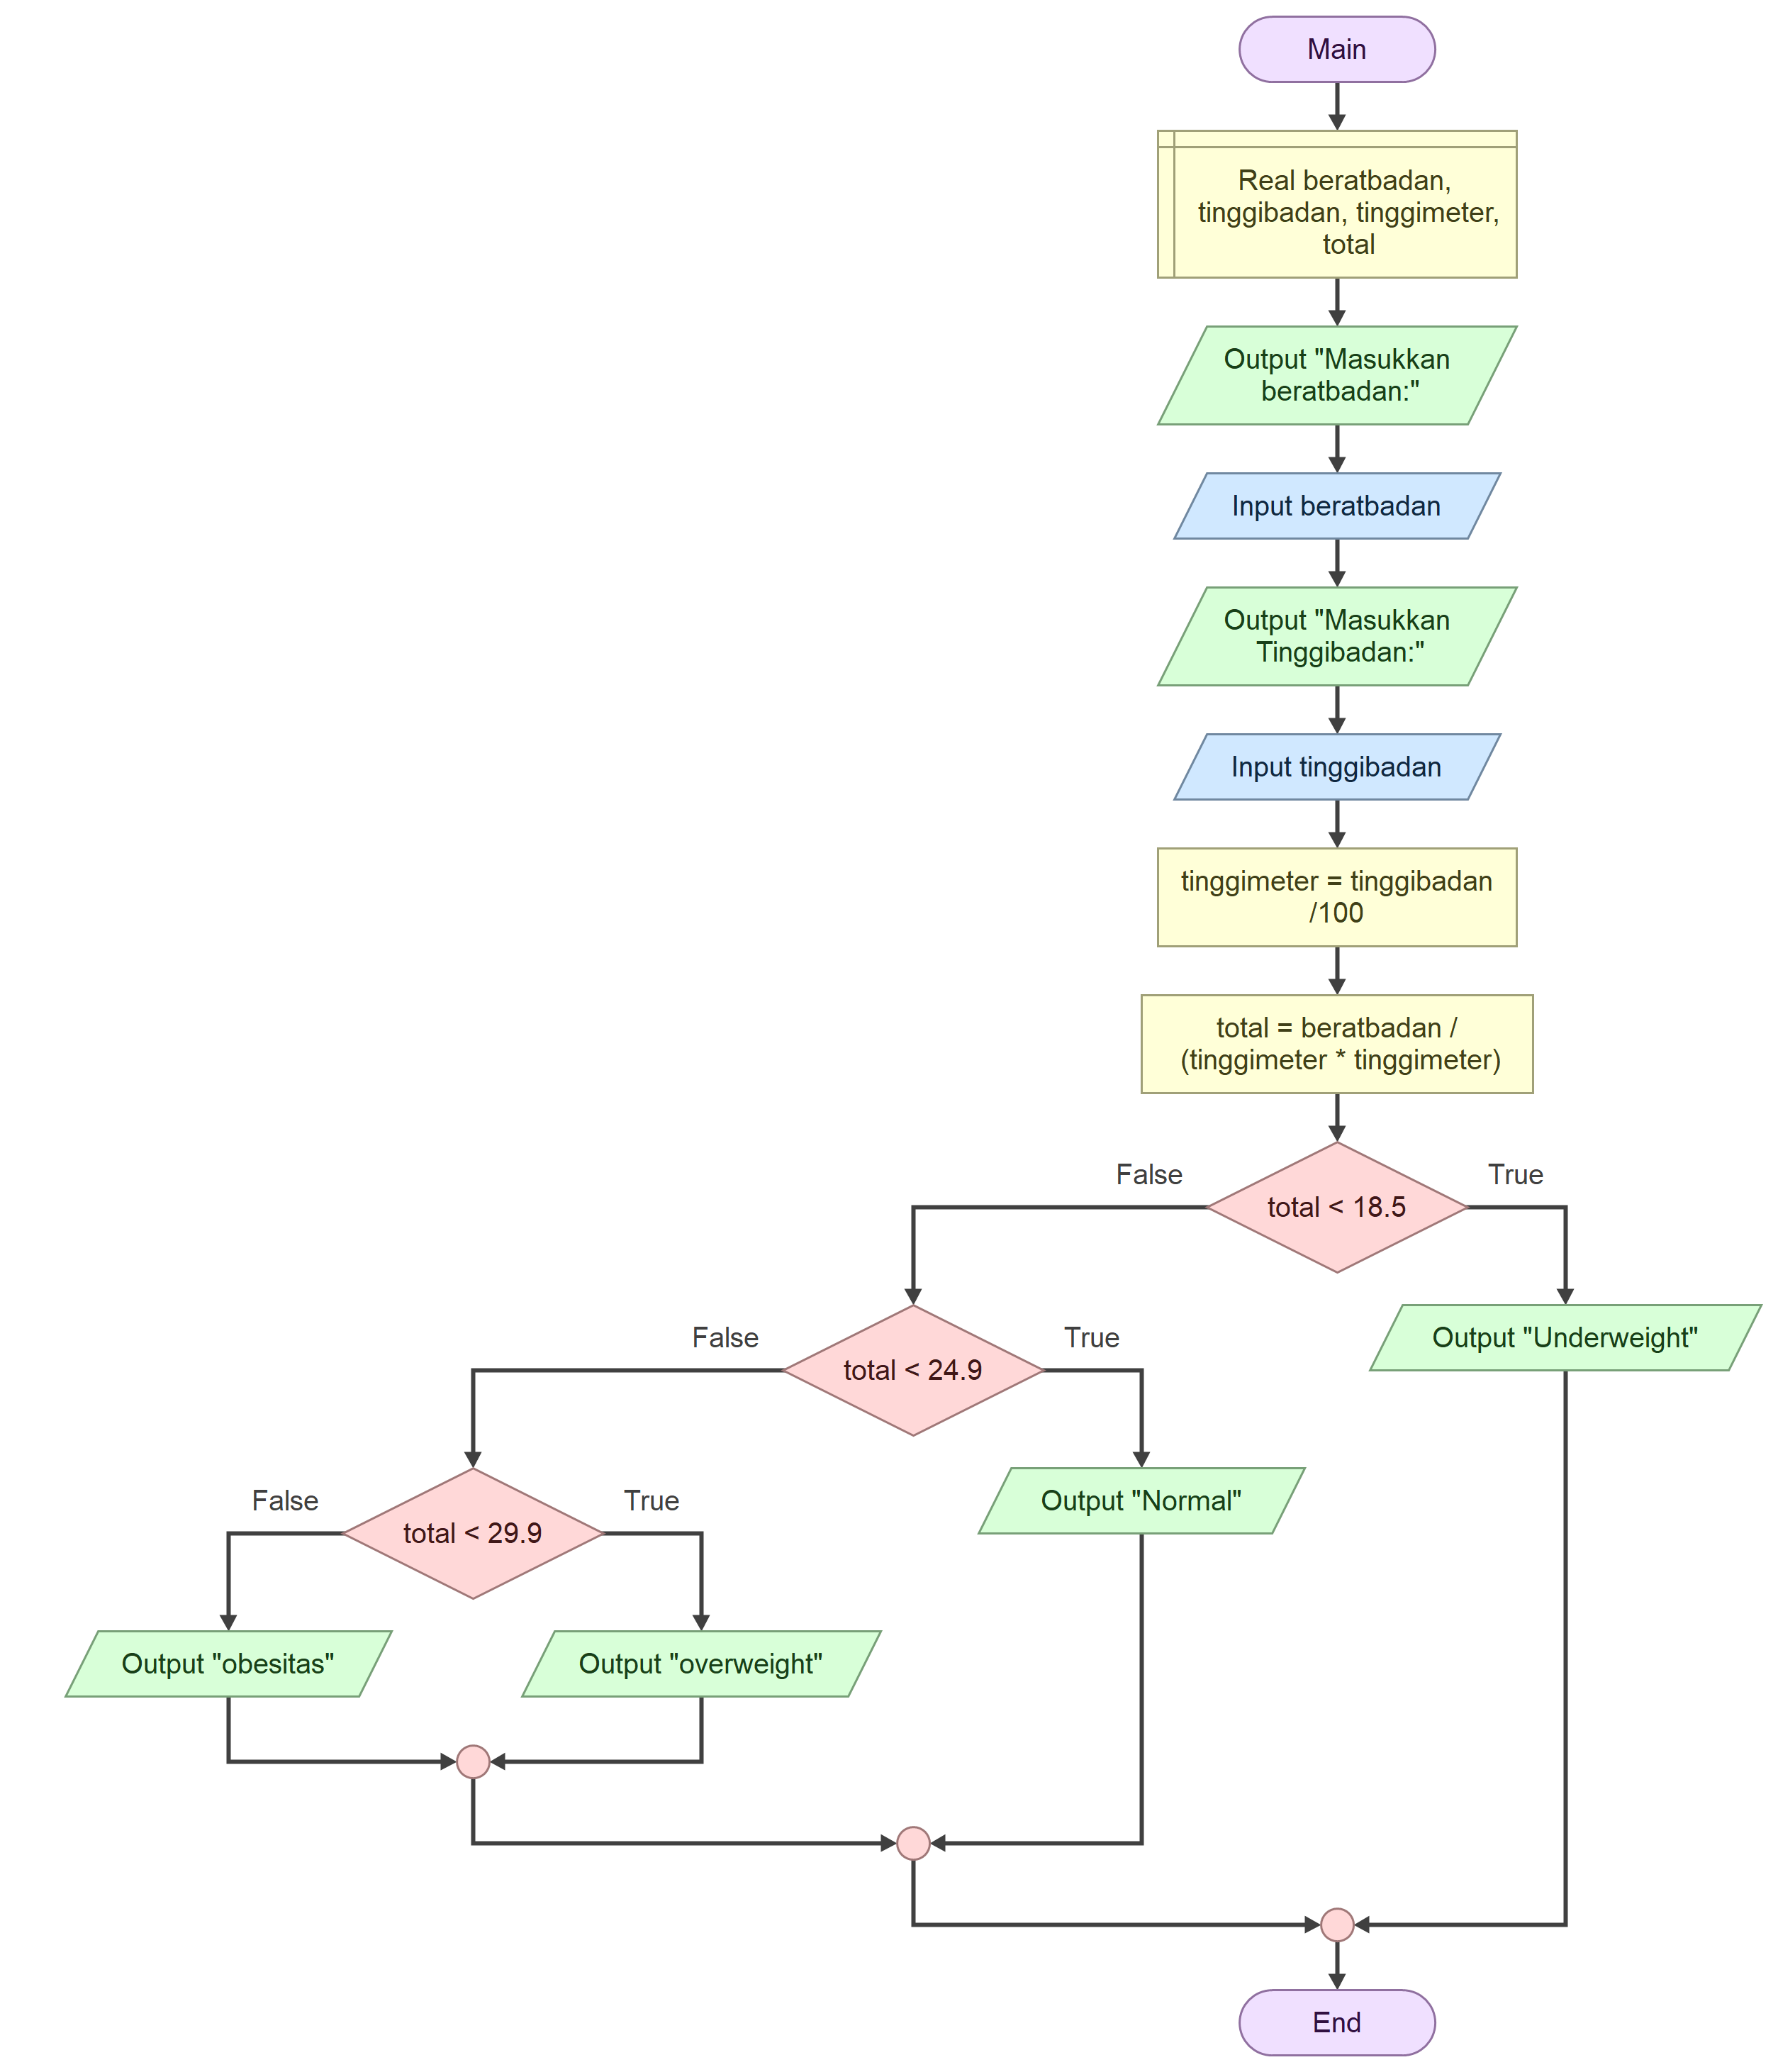 Main
Real beratbadan,
tinggibadan, tinggimeter,
total
Output "Masukkan
beratbadan:"
Input beratbadan
Output "Masukkan
Tinggibadan:"
Input tinggibadan
tinggimeter = tinggibadan
/100
total = beratbadan /
(tinggimeter * tinggimeter)
False
True
total < 18.5
False
True
Output "Underweight"
total < 24.9
False
True
Output "Normal"
total < 29.9
Output "obesitas"
Output "overweight"
End